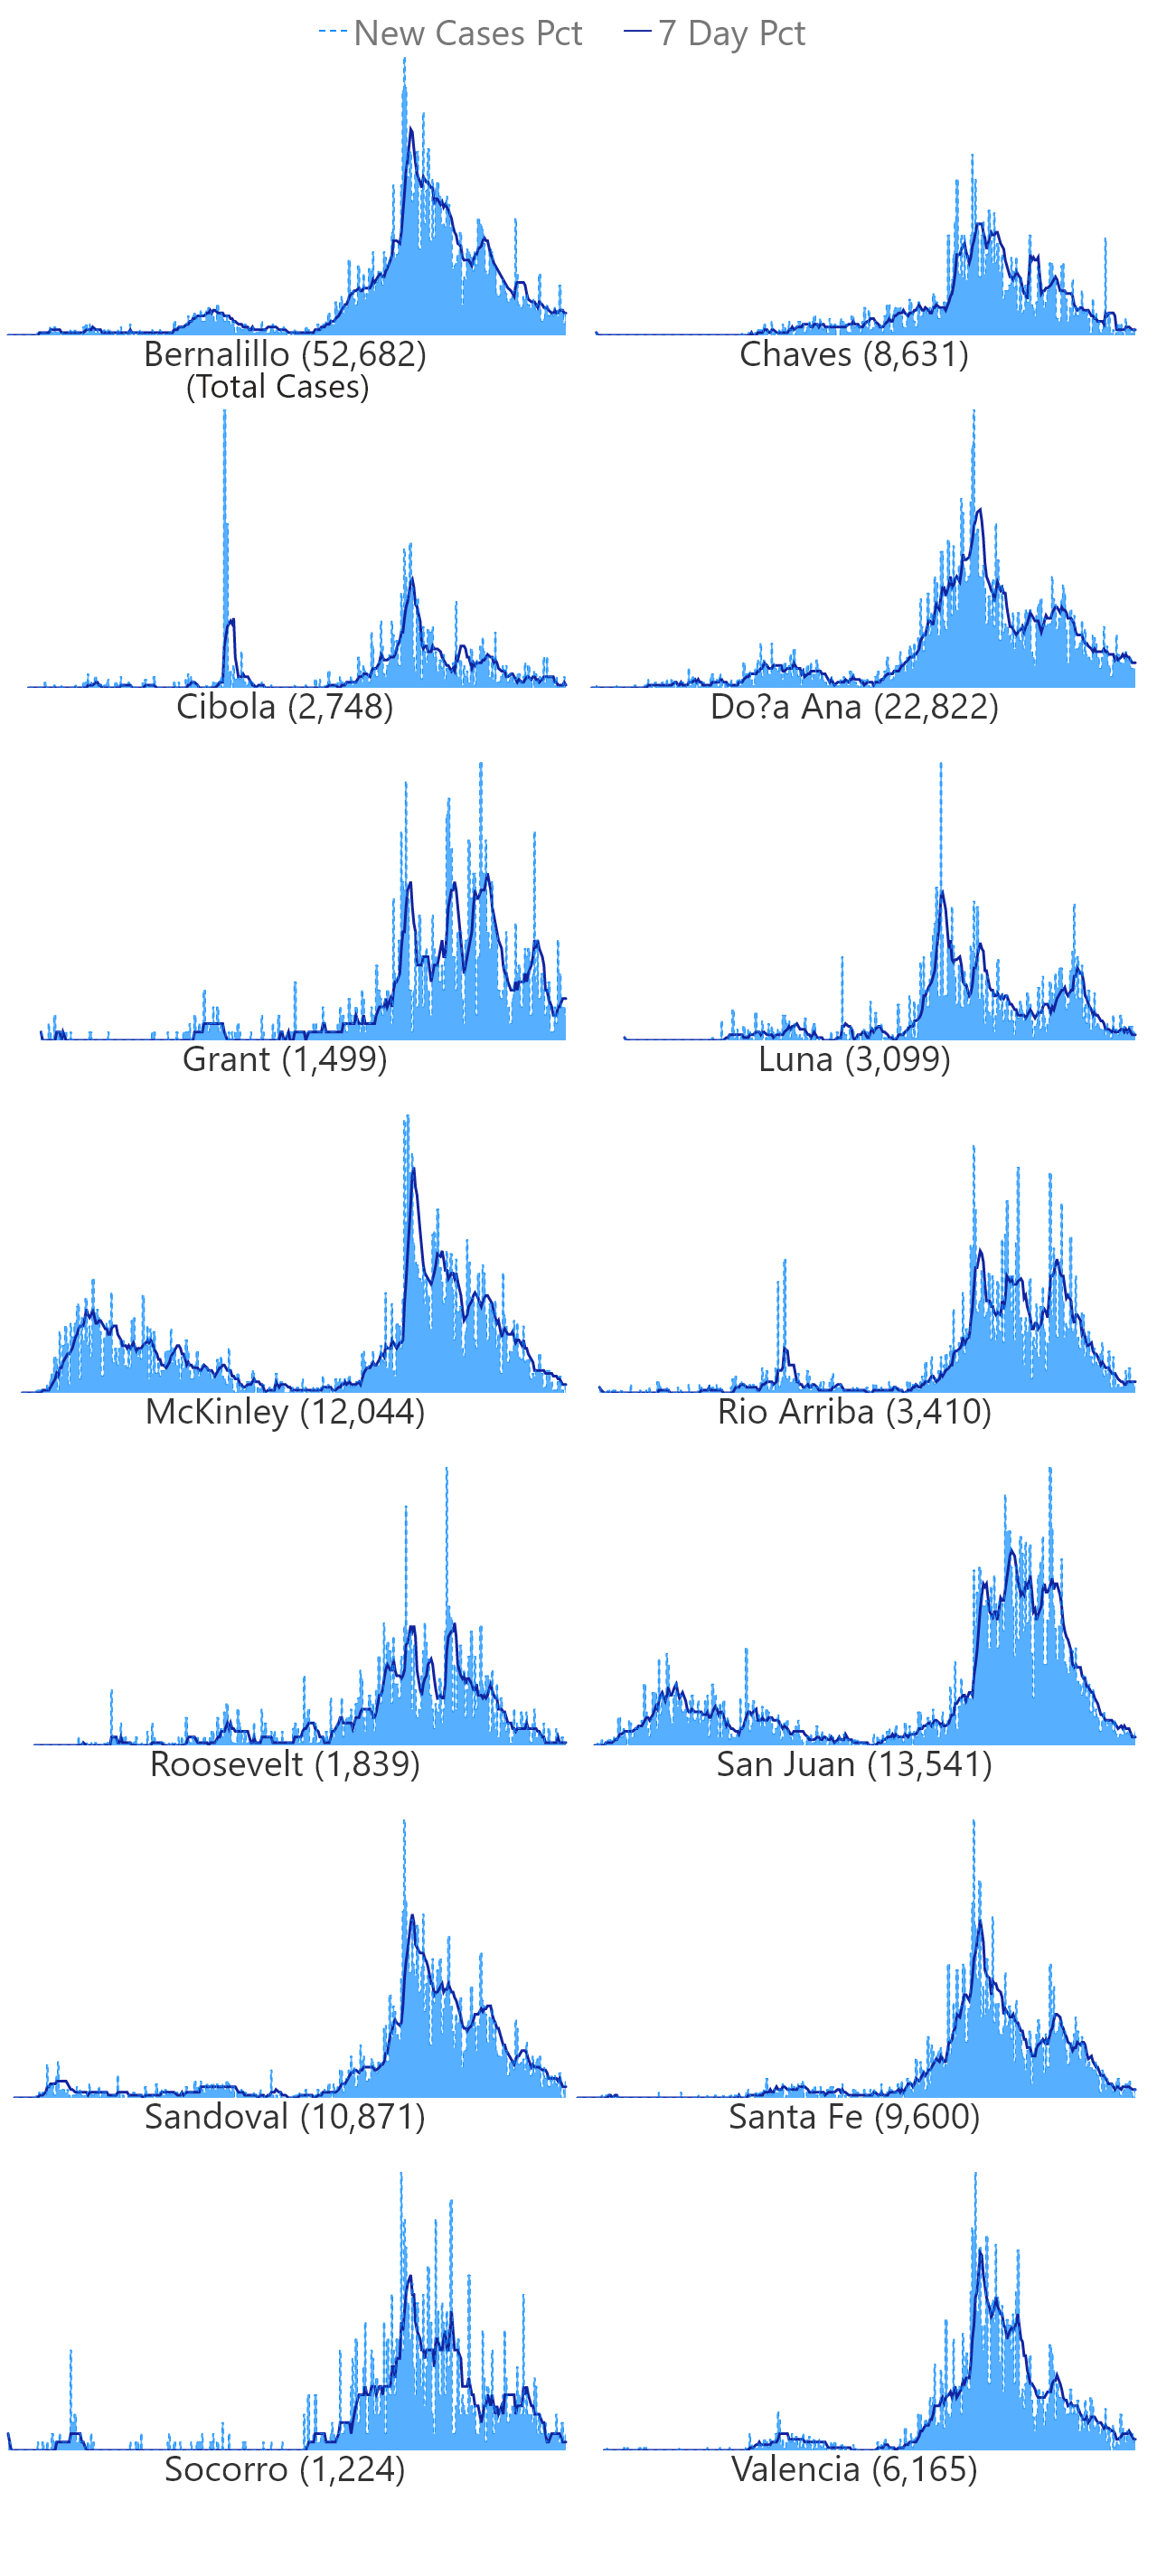 New Cases Pct 7 Day Pct
Bernalillo (52,682) Chaves (8,631)
(Total Cases)
Cibola (2,748) Do?a Ana (22,822)
Grant (1,499) Luna (3,099)
McKinley (12,044) Rio Arriba (3,410)
Roosevelt (1,839) San Juan (13,541)
Sandoval (10,871) Santa Fe (9,600)
Socorro (1,224) Valencia (6,165)